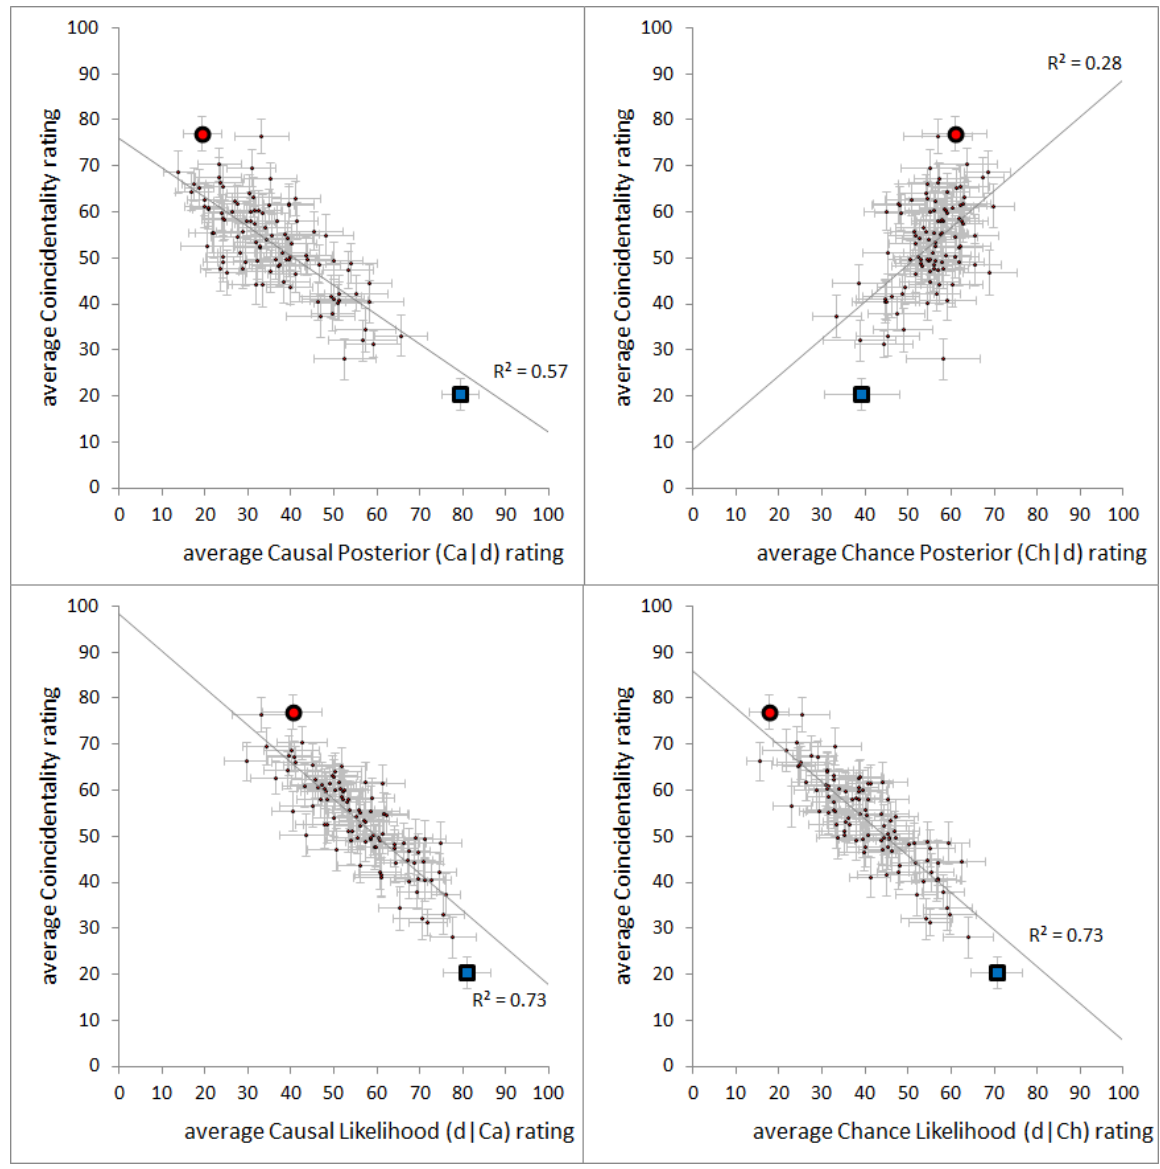 100
90
80
70
60
50
40
30
20
10
0
average Coincidentality rating
R² = 0.57
0 10 20 30 40 50 60 70 80 90 100
average Causal Posterior (Ca|d) rating
100
90
80
70
60
50
40
30
20
10
0
average Coincidentality rating
R² = 0.28
0 10 20 30 40 50 60 70 80 90 100
average Chance Posterior (Ch|d) rating
100
90
80
70
60
50
40
30
20
10
0
average Coincidentality rating
R² = 0.73
0 10 20 30 40 50 60 70 80 90 100
average Causal Likelihood (d|Ca) rating
100
90
80
70
60
50
40
30
20
10
0
average Coincidentality rating
R² = 0.73
0 10 20 30 40 50 60 70 80 90 100
average Chance Likelihood (d|Ch) rating